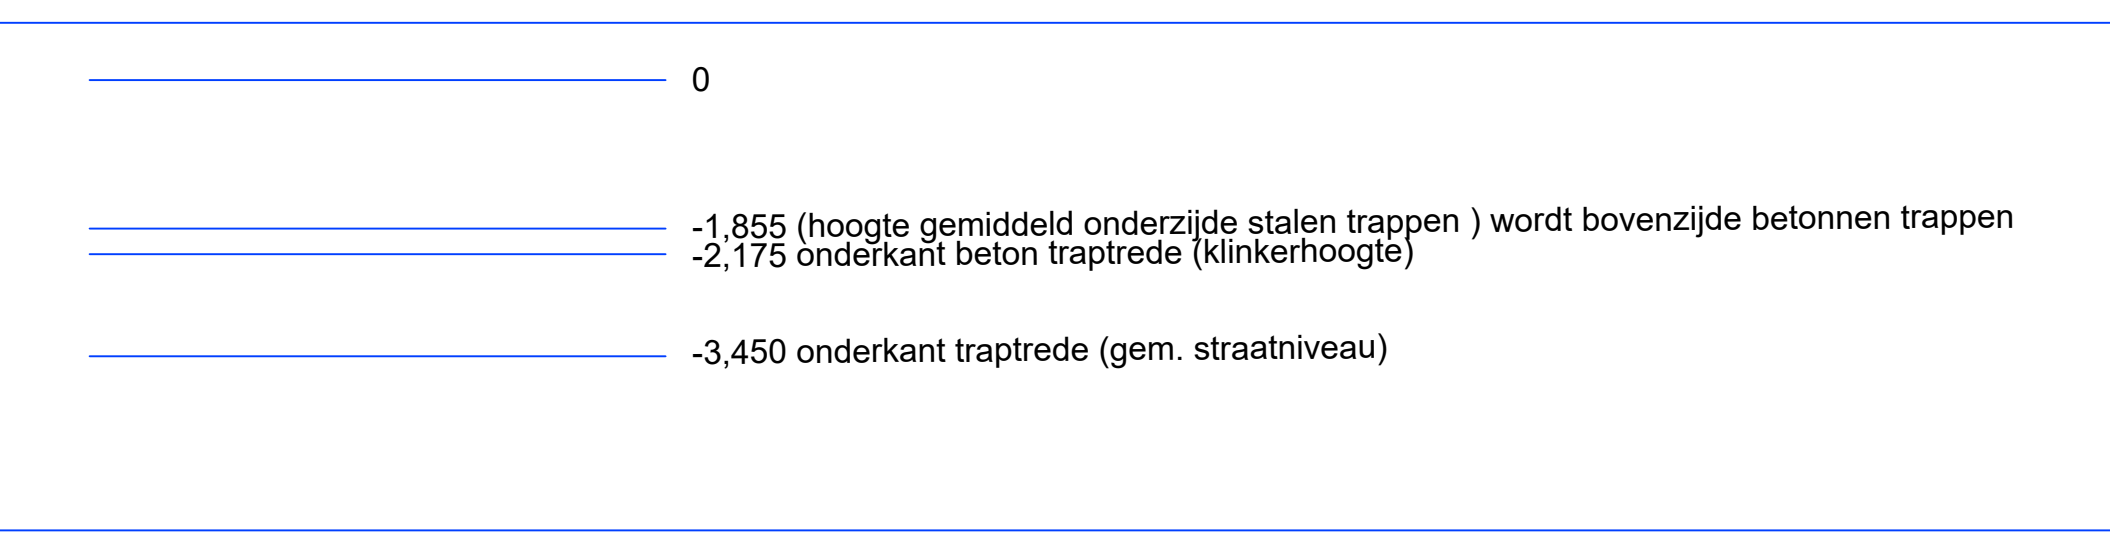 0
-1,855 (hoogte gemiddeld onderzijde stalen trappen ) wordt bovenzijde betonnen trappen
-2,175 onderkant beton traptrede (klinkerhoogte)
-3,450 onderkant traptrede (gem. straatniveau)